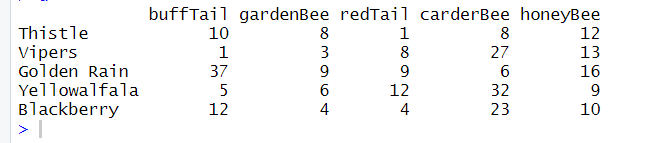 buffTail gardenBee redTail carderBee honeyBee
Thistle 10 8 1 8 12
Vipers 1 3 8 27 13
Golden Rain 37 9 9 6 16
Yellowalfala 5 6 12 32 9
Blackberry 12 4 4 23 10
>